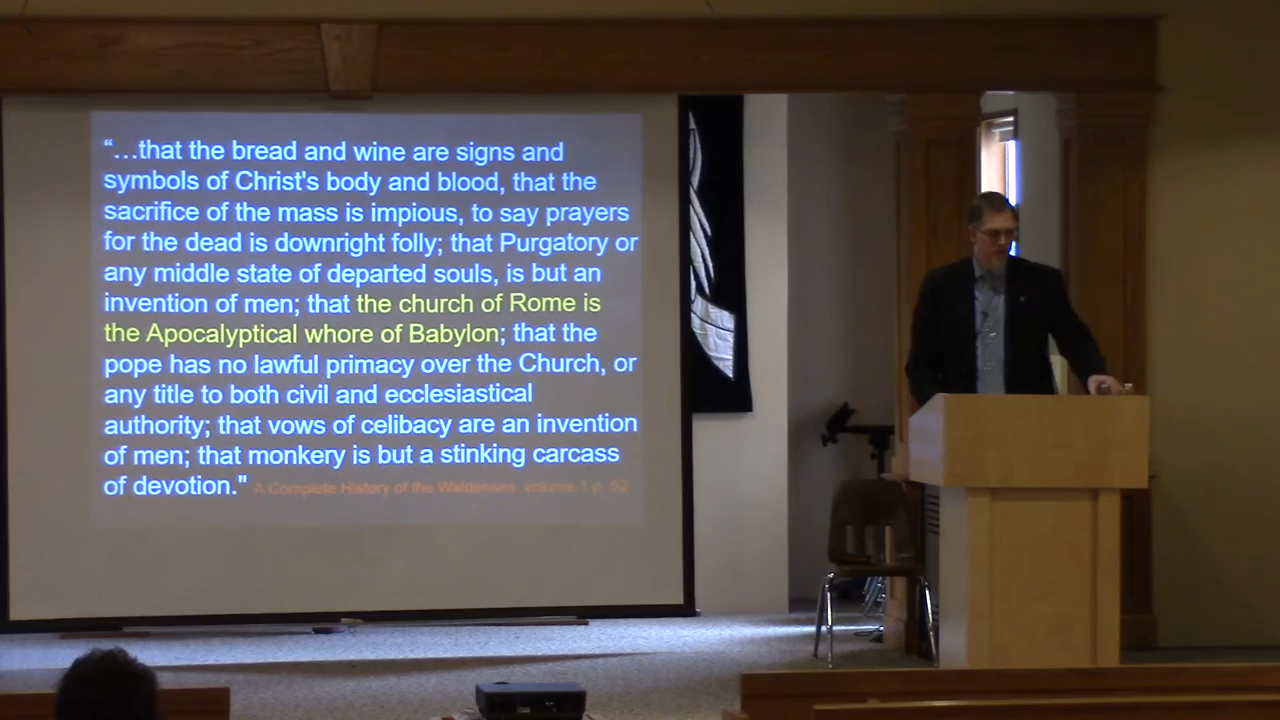 “…that the bread and wine are signs and
symbols of Christ's body and blood, that the
sacrifice of the mass is impious, to say prayers
for the dead is downright folly; that Purgatory or
any middle state of departed souls, is but an
invention of men; that the church of Rome is
the Apocalyptical whore of Babylon; that the
pope has no lawful primacy over the Church, or
any title to both civil and ecclesiastical
authority; that vows of celibacy are an invention
of men; that monkery is but a stinking carcass
of devotion." A Complete History of the Waldenses, volume 1 p. 52